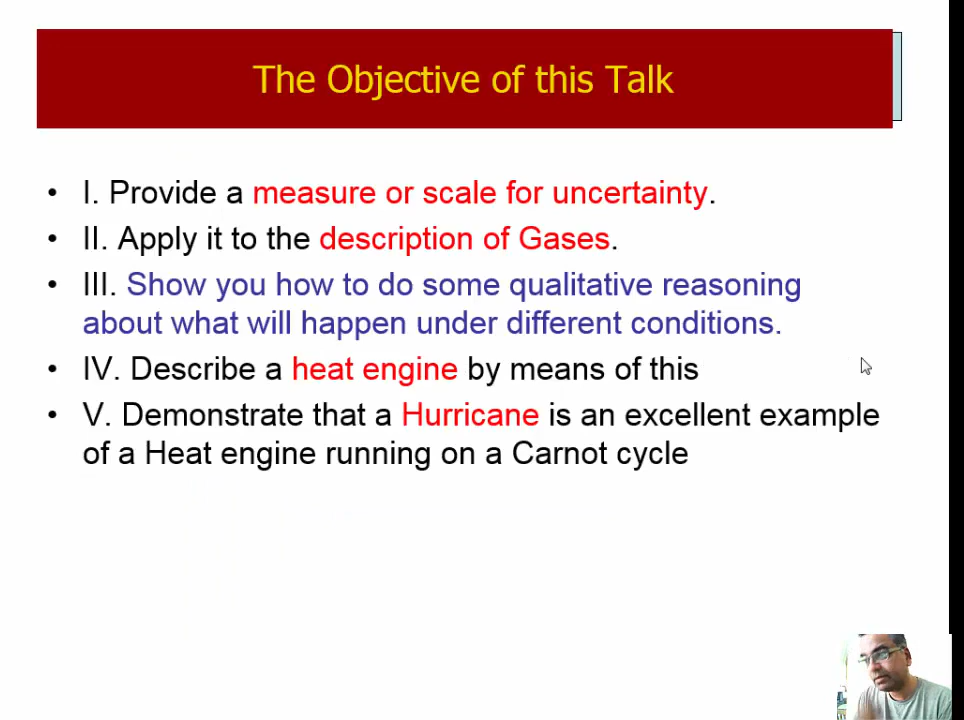 The Objective of this Talk
• I. Provide a measure or scale for uncertainty.
• II. Apply it to the description of Gases.
• III. Show you how to do some qualitative reasoning
about what will happen under different conditions.
• IV. Describe a heat engine by means of this
• V. Demonstrate that a Hurricane is an excellent example
of a Heat engine running on a Carnot cycle